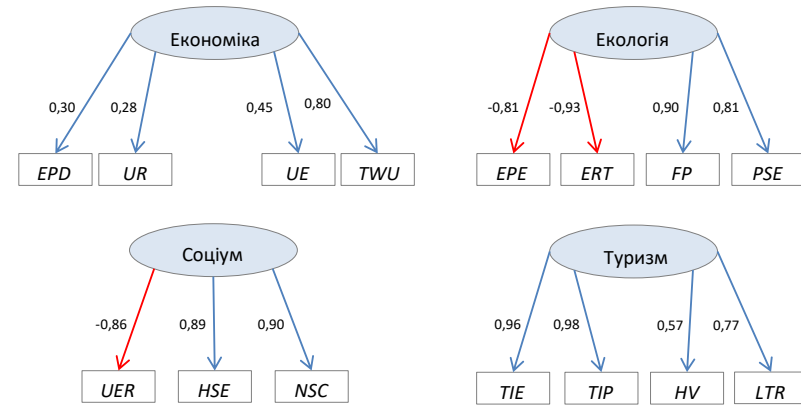 Економіка
Екологія
0,30
0,28
0,45
0,80
-0,81
-0,93
0,90
0,81
EPD
UR
UE
TWU
EPE
ERT
FP
PSE
Соціум
Туризм
-0,86
0,89
0,90
0,96
0,98
0,57
0,77
UER
HSE
NSC
TIE
TIP
HV
LTR